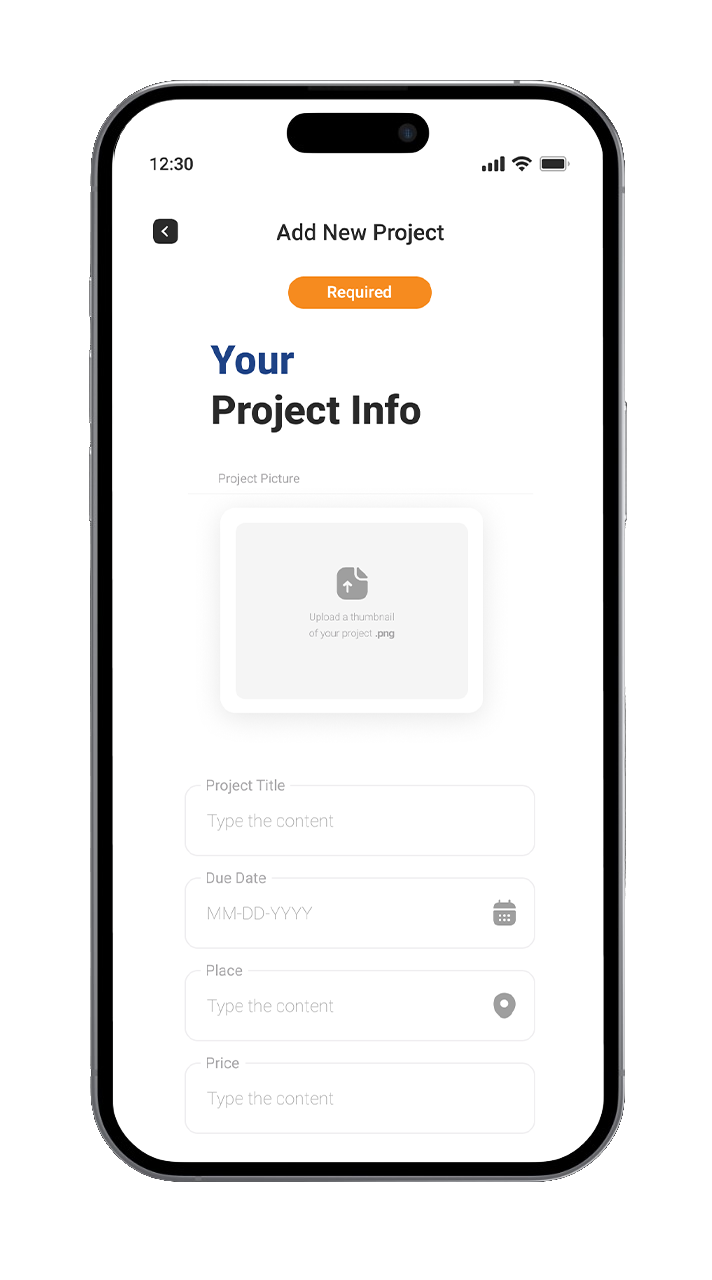 12:30
Add New Project
Required
Your
Project Info
Project Picture
Upload a thumbnail
of your project .png
Project Title
Type the content
Due Date
MM-DD-YYYY
Place
Type the content
Price
Type the content